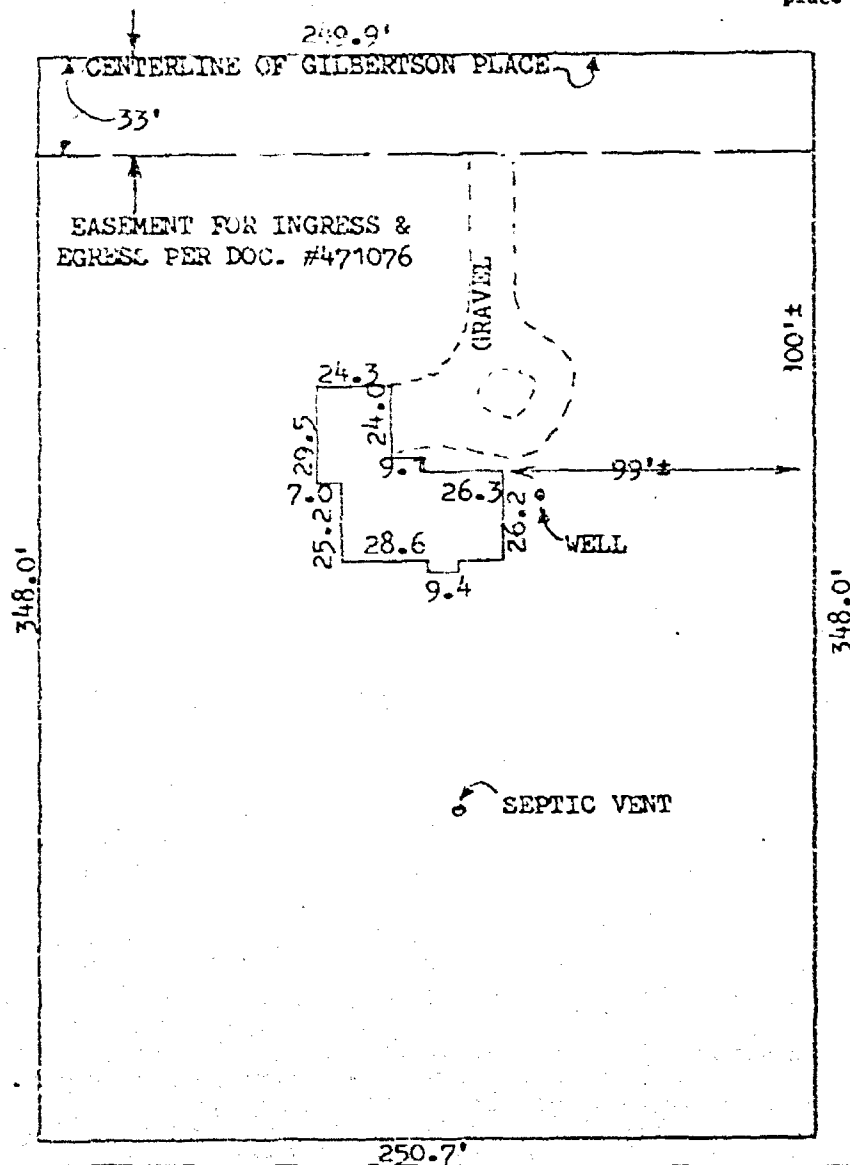 place
249.9'
CENTERLINE OF GILBERTSON PLACE
33'
EASEMENT FOR INGRESS &
EGRESS PER DOC. #471076
GRAVEL
100'±
24.3
24.0
29.5
9.
99'±
7.0
26.3
26.2
25.2
28.6
WELL
9.4
348.0'
348.0'
SEPTIC VENT
250.7'